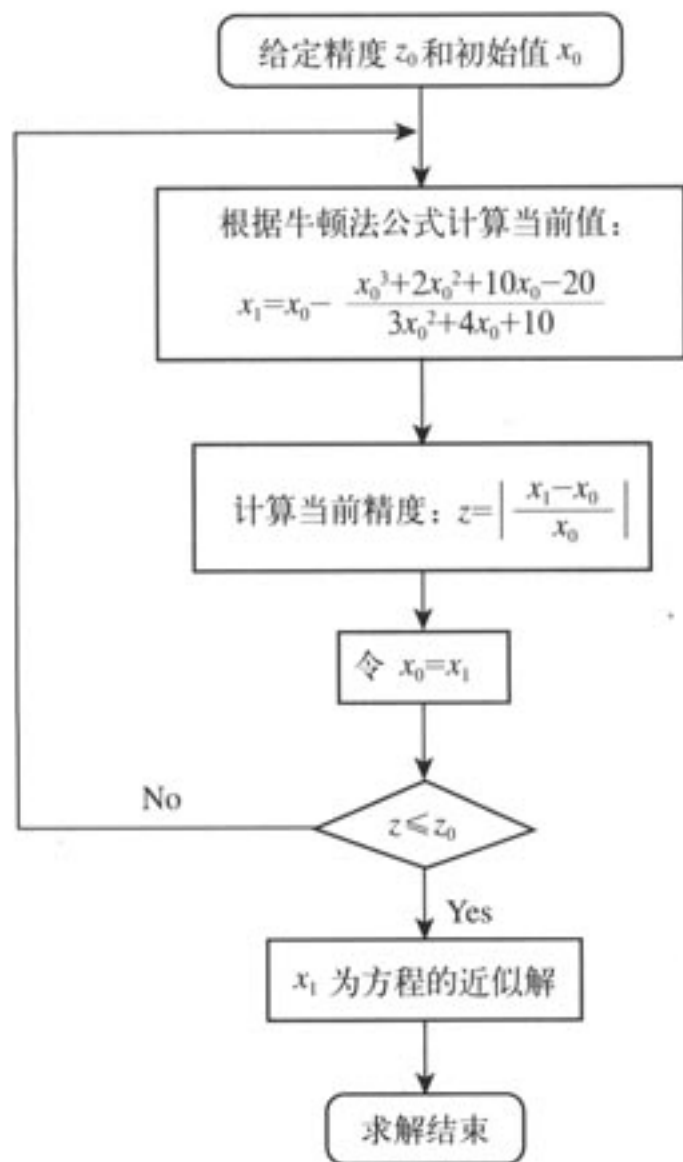 给定精度 z₀和初始值 x₀
根据牛顿法公式计算当前值：
x₁=x₀- (x₀³+2x₀²+10x₀-20)/(3x₀²+4x₀+10)
计算当前精度：z=|(x₁-x₀)/x₀|
令 x₀=x₁
No
z≤z₀
Yes
x₁ 为方程的近似解
求解结束